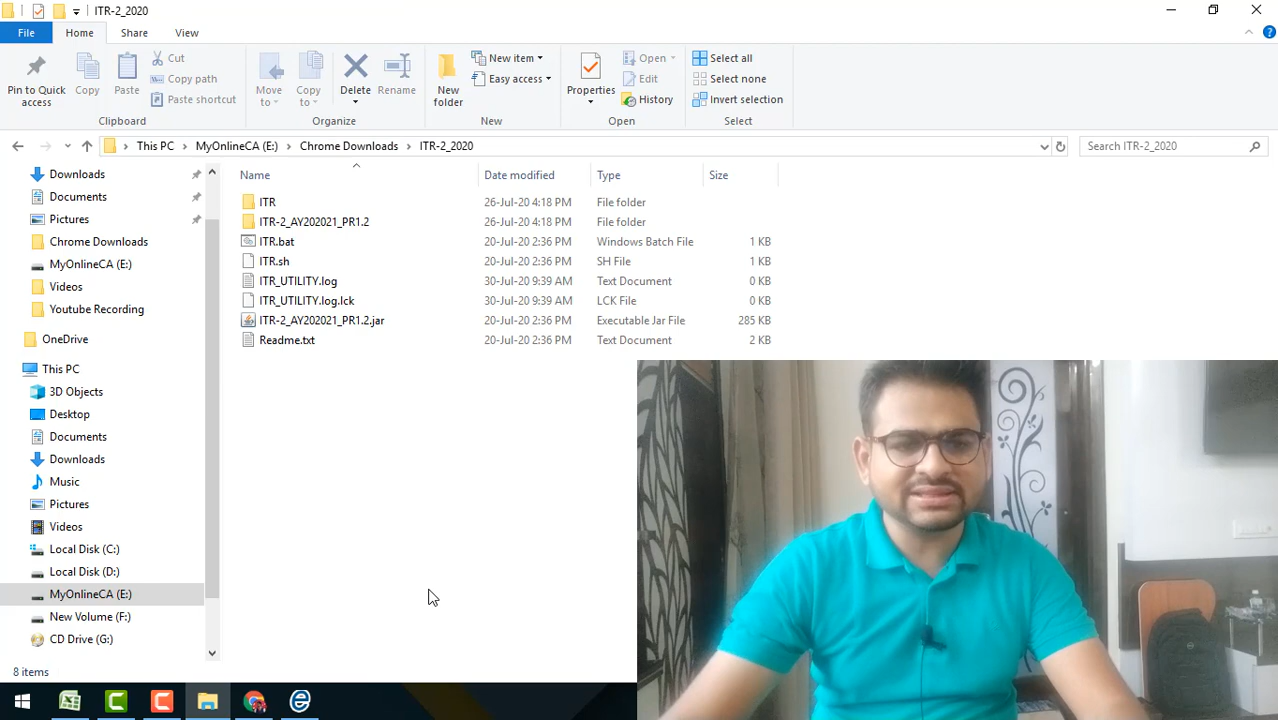 ITR-2_2020
File Home Share View
Pin to Quick access
Copy
Paste
Cut
Copy path
Paste shortcut
Clipboard
Move to
Copy to
Delete
Rename
Organize
New folder
New item
Easy access
New
Properties
Open
Edit
History
Open
Select all
Select none
Invert selection
Select
This PC MyOnlineCA (E:) Chrome Downloads ITR-2_2020
Search ITR-2_2020
Downloads
Documents
Pictures
Chrome Downloads
MyOnlineCA (E:)
Videos
Youtube Recording
OneDrive
This PC
3D Objects
Desktop
Documents
Downloads
Music
Pictures
Videos
Local Disk (C:)
Local Disk (D:)
MyOnlineCA (E:)
New Volume (F:)
CD Drive (G:)
Name Date modified Type Size
ITR 26-Jul-20 4:18 PM File folder
ITR-2_AY202021_PR1.2 26-Jul-20 4:18 PM File folder
ITR.bat 20-Jul-20 2:36 PM Windows Batch File 1 KB
ITR.sh 20-Jul-20 2:36 PM SH File 1 KB
ITR_UTILITY.log 30-Jul-20 9:39 AM Text Document 0 KB
ITR_UTILITY.log.lck 30-Jul-20 9:39 AM LCK File 0 KB
ITR-2_AY202021_PR1.2.jar 20-Jul-20 2:36 PM Executable Jar File 285 KB
Readme.txt 20-Jul-20 2:36 PM Text Document 2 KB
8 items